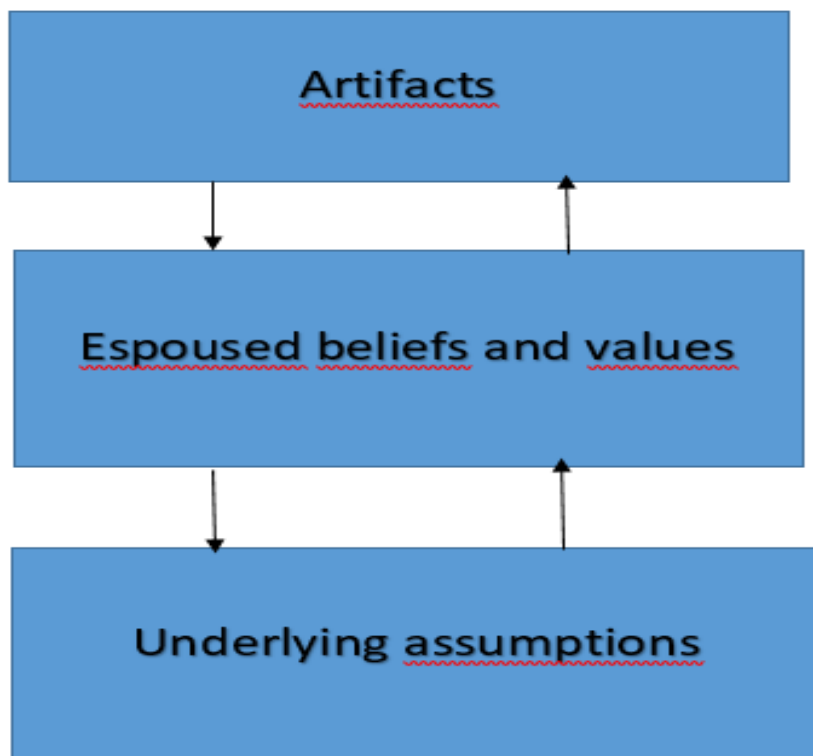 Artifacts
Espoused beliefs and values
Underlying assumptions